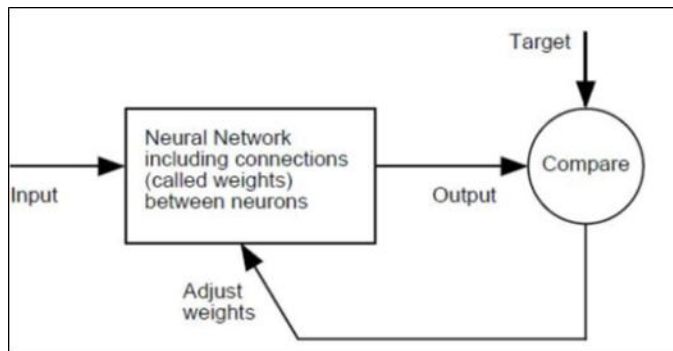 Target
Neural Network
including connections
(called weights)
between neurons
Compare
Input
Output
Adjust
weights